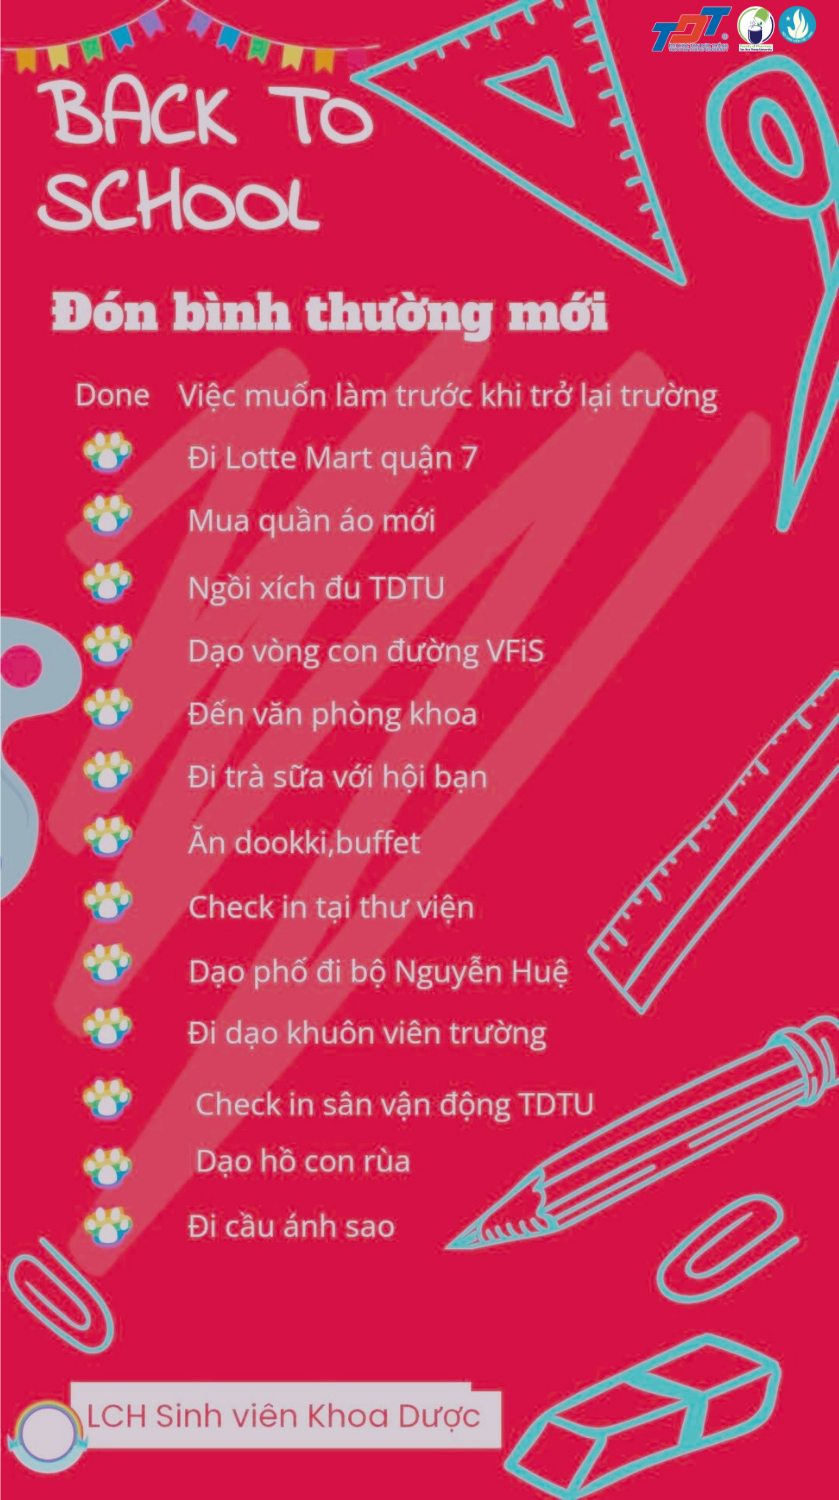 TDT
BACK TO
SCHOOL
Đón bình thường mới
Done Việc muốn làm trước khi trở lại trường
Đi Lotte Mart quận 7
Mua quần áo mới
Ngồi xích đu TDTU
Dạo vòng con đường VFiS
Đến văn phòng khoa
Đi trà sữa với hội bạn
Ăn dookki,buffet
Check in tại thư viện
Dạo phố đi bộ Nguyễn Huệ
Đi dạo khuôn viên trường
Check in sân vận động TDTU
Dạo hồ con rùa
Đi cầu ánh sao
LCH Sinh viên Khoa Dược